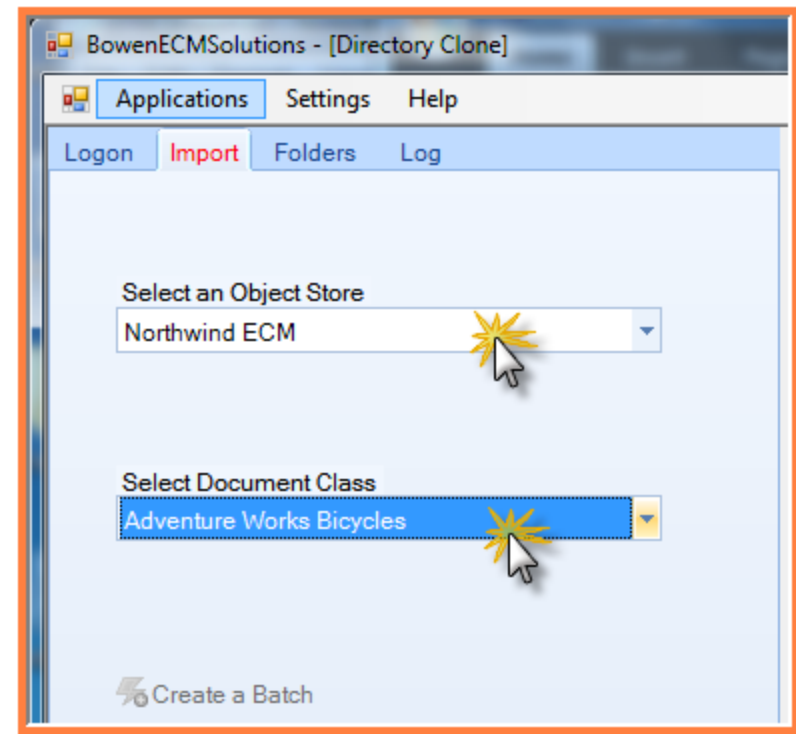 BowenECMSolutions - [Directory Clone]
Applications Settings Help
Logon Import Folders Log
Select an Object Store
Northwind ECM
Select Document Class
Adventure Works Bicycles
Create a Batch